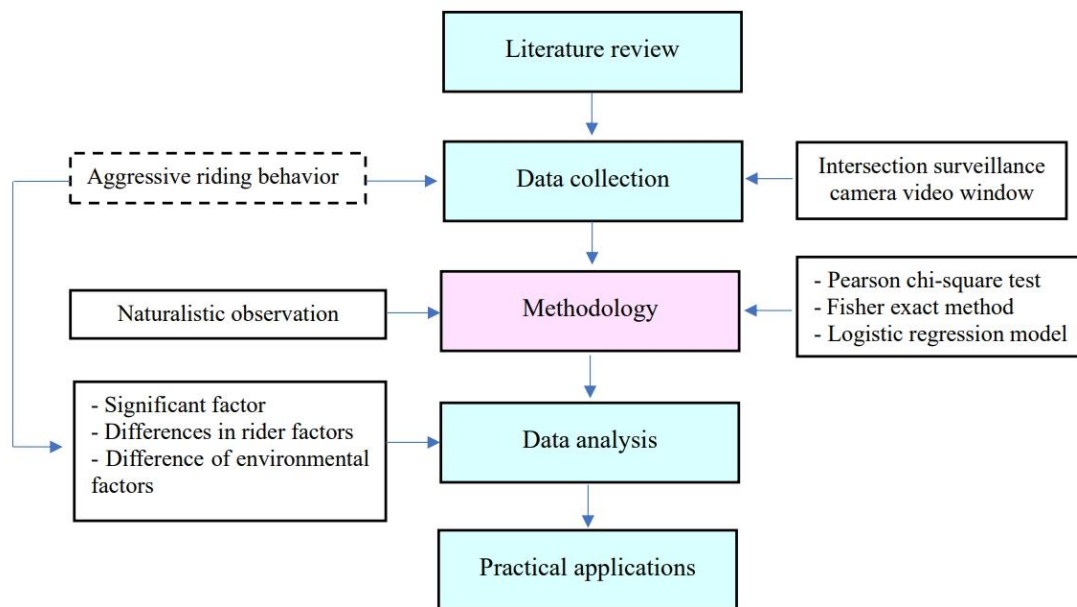 Literature review
Aggressive riding behavior
Data collection
Intersection surveillance
camera video window
Naturalistic observation
Methodology
- Pearson chi-square test
- Fisher exact method
- Logistic regression model
- Significant factor
- Differences in rider factors
- Difference of environmental
factors
Data analysis
Practical applications